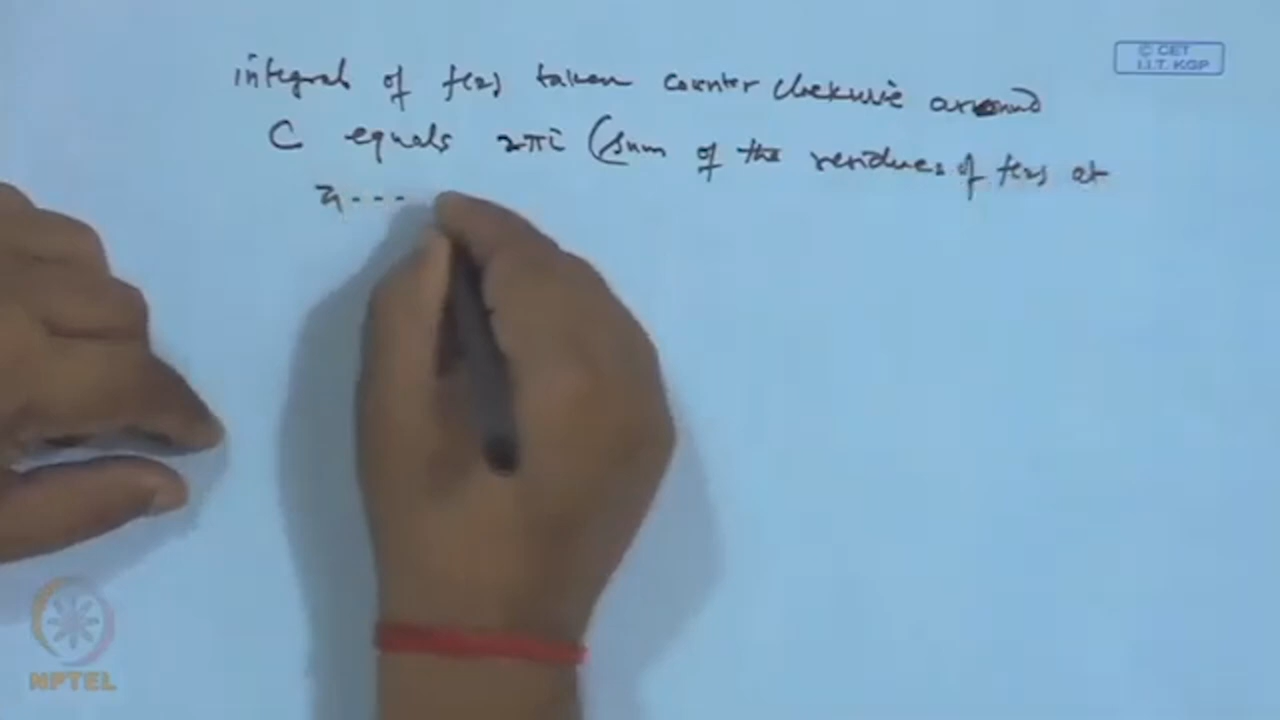 © CET
I.I.T. KGP
integral of f(z) taken counter clockwise around
C equals 2πi (sum of the residues of f(z) at
z1 ...
NPTEL